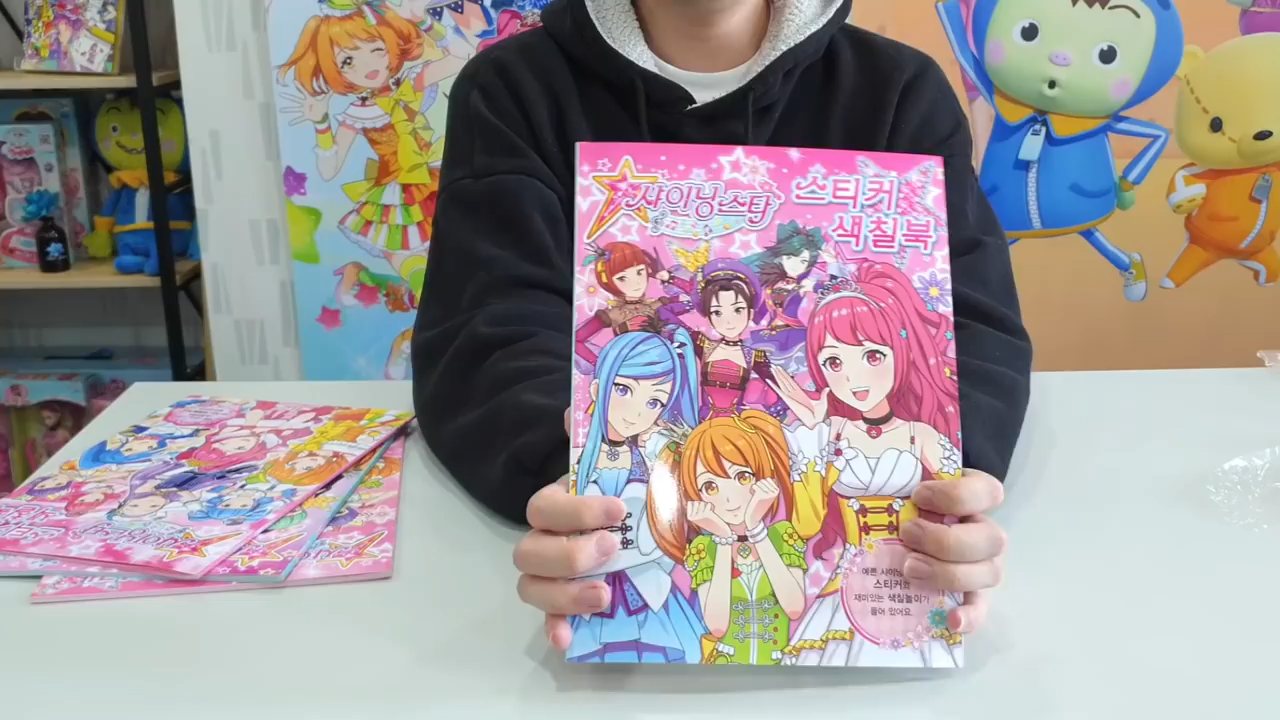 샤이닝스타
스티커
색칠북
예쁜 샤이닝
스티커와
재미있는 색칠놀이가
들어 있어요.